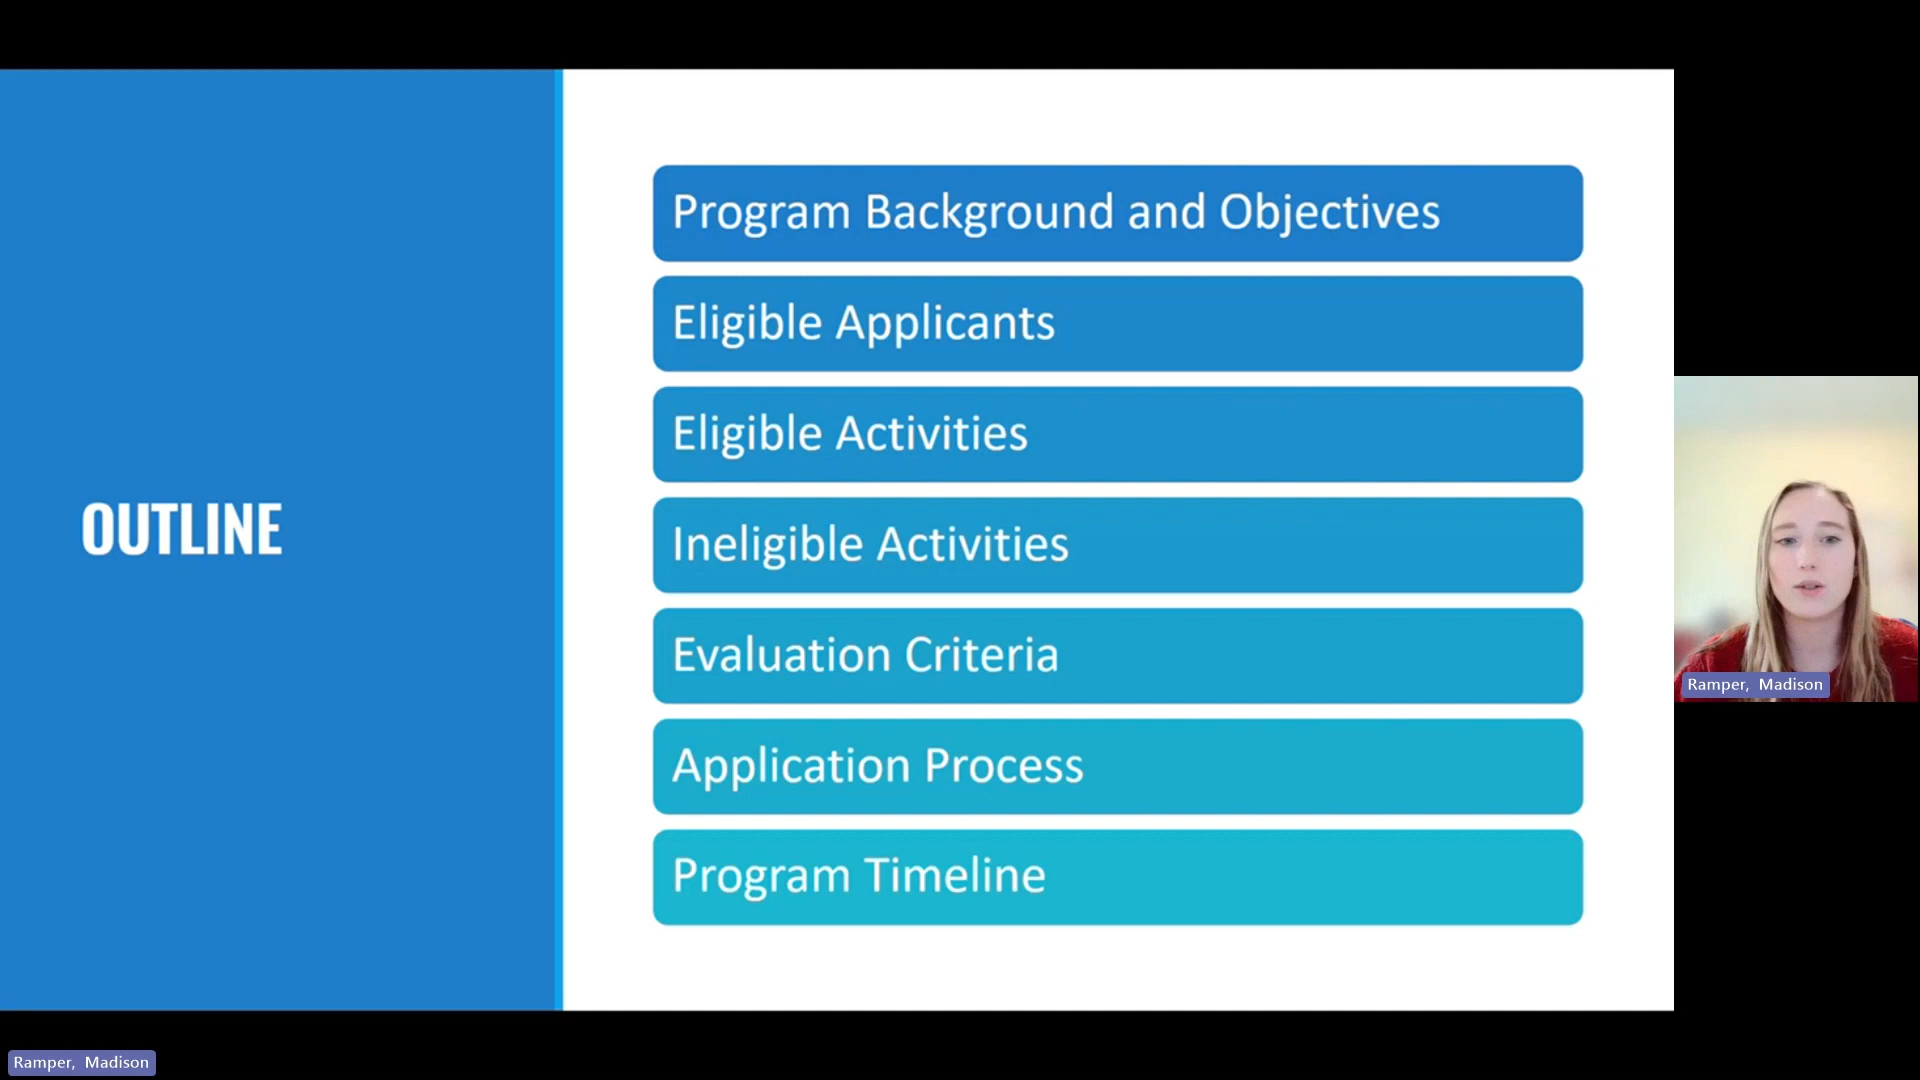 OUTLINE
Program Background and Objectives
Eligible Applicants
Eligible Activities
Ineligible Activities
Evaluation Criteria
Application Process
Program Timeline
Ramper, Madison
Ramper, Madison